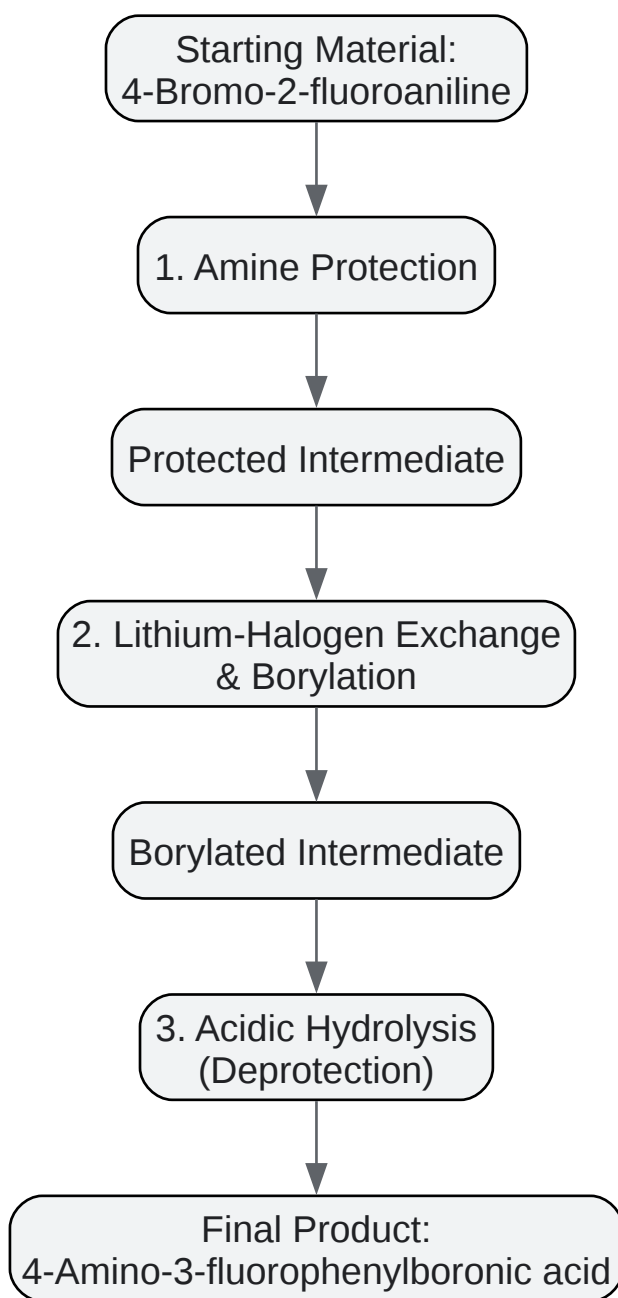 Starting Material:
4-Bromo-2-fluoroaniline
1. Amine Protection
Protected Intermediate
2. Lithium-Halogen Exchange
& Borylation
Borylated Intermediate
3. Acidic Hydrolysis
(Deprotection)
Final Product:
4-Amino-3-fluorophenylboronic acid